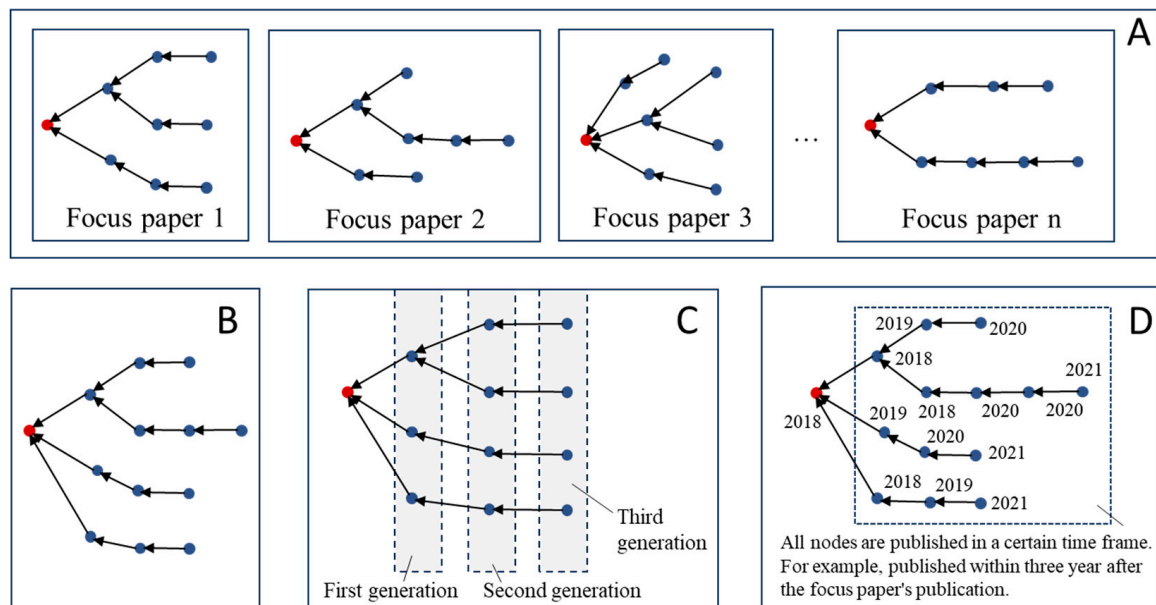 A
Focus paper 1
Focus paper 2
Focus paper 3
...
Focus paper n
B
C
First generation
Second generation
Third
generation
D
2019
2020
2018
2021
2018
2020
2020
2018
2019
2020
2021
2018
2019
2021
All nodes are published in a certain time frame.
For example, published within three year after
the focus paper's publication.